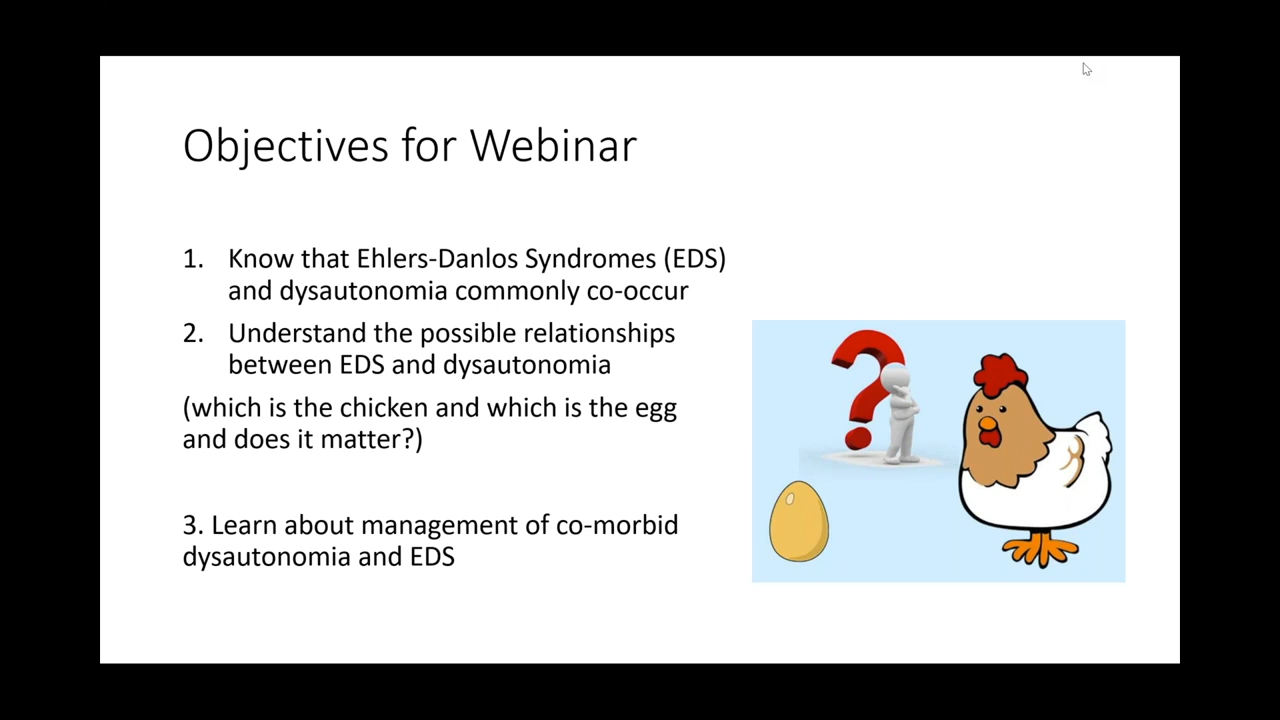 Objectives for Webinar
1. Know that Ehlers-Danlos Syndromes (EDS)
and dysautonomia commonly co-occur
2. Understand the possible relationships
between EDS and dysautonomia
(which is the chicken and which is the egg
and does it matter?)
3. Learn about management of co-morbid
dysautonomia and EDS